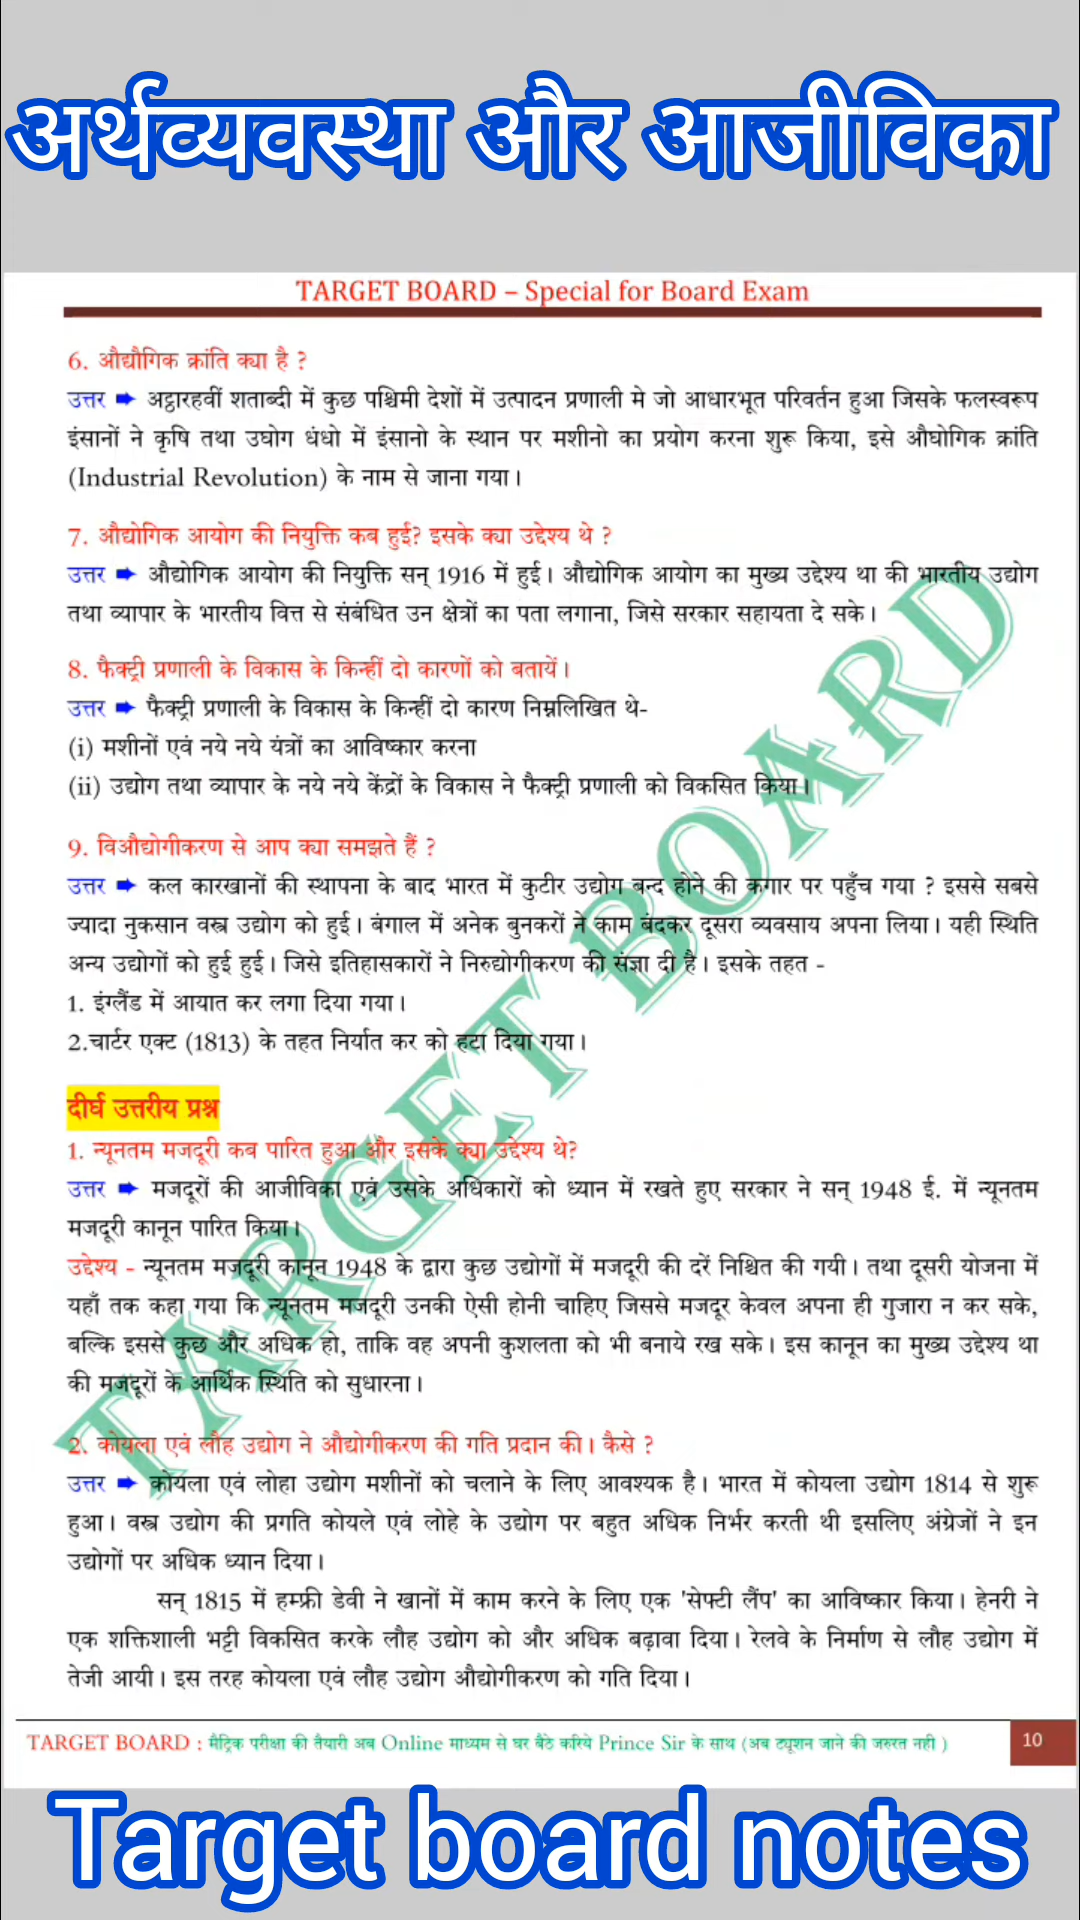 अर्थव्यवस्था और आजीविका
TARGET BOARD – Special for Board Exam
6. औद्यौगिक क्रांति क्या है ?
उत्तर ➡ अट्ठारहवीं शताब्दी में कुछ पश्चिमी देशों में उत्पादन प्रणाली मे जो आधारभूत परिवर्तन हुआ जिसके फलस्वरूप
इंसानों ने कृषि तथा उघोग धंधो में इंसानो के स्थान पर मशीनो का प्रयोग करना शुरू किया, इसे औघोगिक क्रांति
(Industrial Revolution) के नाम से जाना गया।
7. औद्योगिक आयोग की नियुक्ति कब हुई? इसके क्या उद्देश्य थे ?
उत्तर ➡ औद्योगिक आयोग की नियुक्ति सन् 1916 में हुई। औद्योगिक आयोग का मुख्य उद्देश्य था की भारतीय उद्योग
तथा व्यापार के भारतीय वित्त से संबंधित उन क्षेत्रों का पता लगाना, जिसे सरकार सहायता दे सके।
8. फैक्ट्री प्रणाली के विकास के किन्हीं दो कारणों को बतायें।
उत्तर ➡ फैक्ट्री प्रणाली के विकास के किन्हीं दो कारण निम्नलिखित थे-
(i) मशीनों एवं नये नये यंत्रों का आविष्कार करना
(ii) उद्योग तथा व्यापार के नये नये केंद्रों के विकास ने फैक्ट्री प्रणाली को विकसित किया।
9. विऔद्योगीकरण से आप क्या समझते हैं ?
उत्तर ➡ कल कारखानों की स्थापना के बाद भारत में कुटीर उद्योग बन्द होने की कगार पर पहुँच गया ? इससे सबसे
ज्यादा नुकसान वस्त्र उद्योग को हुई। बंगाल में अनेक बुनकरों ने काम बंदकर दूसरा व्यवसाय अपना लिया। यही स्थिति
अन्य उद्योगों को हुई हुई। जिसे इतिहासकारों ने निरुद्योगीकरण की संज्ञा दी है। इसके तहत -
1. इंग्लैंड में आयात कर लगा दिया गया।
2.चार्टर एक्ट (1813) के तहत निर्यात कर को हटा दिया गया।
दीर्घ उत्तरीय प्रश्न
1. न्यूनतम मजदूरी कब पारित हुआ और इसके क्या उद्देश्य थे?
उत्तर ➡ मजदूरों की आजीविका एवं उसके अधिकारों को ध्यान में रखते हुए सरकार ने सन् 1948 ई. में न्यूनतम
मजदूरी कानून पारित किया।
उद्देश्य - न्यूनतम मजदूरी कानून 1948 के द्वारा कुछ उद्योगों में मजदूरी की दरें निश्चित की गयी। तथा दूसरी योजना में
यहाँ तक कहा गया कि न्यूनतम मजदूरी उनकी ऐसी होनी चाहिए जिससे मजदूर केवल अपना ही गुजारा न कर सके,
बल्कि इससे कुछ और अधिक हो, ताकि वह अपनी कुशलता को भी बनाये रख सके। इस कानून का मुख्य उद्देश्य था
की मजदूरों के आर्थिक स्थिति को सुधारना।
2. कोयला एवं लौह उद्योग ने औद्योगीकरण की गति प्रदान की। कैसे ?
उत्तर ➡ कोयला एवं लोहा उद्योग मशीनों को चलाने के लिए आवश्यक है। भारत में कोयला उद्योग 1814 से शुरू
हुआ। वस्त्र उद्योग की प्रगति कोयले एवं लोहे के उद्योग पर बहुत अधिक निर्भर करती थी इसलिए अंग्रेजों ने इन
उद्योगों पर अधिक ध्यान दिया।
सन् 1815 में हम्फ्री डेवी ने खानों में काम करने के लिए एक 'सेफ्टी लैंप' का आविष्कार किया। हेनरी ने
एक शक्तिशाली भट्टी विकसित करके लौह उद्योग को और अधिक बढ़ावा दिया। रेलवे के निर्माण से लौह उद्योग में
तेजी आयी। इस तरह कोयला एवं लौह उद्योग औद्योगीकरण को गति दिया।
TARGET BOARD
TARGET BOARD : मैट्रिक परीक्षा की तैयारी अब Online माध्यम से घर बैठे करिये Prince Sir के साथ (अब ट्यूशन जाने की जरुरत नही ) 10
Target board notes